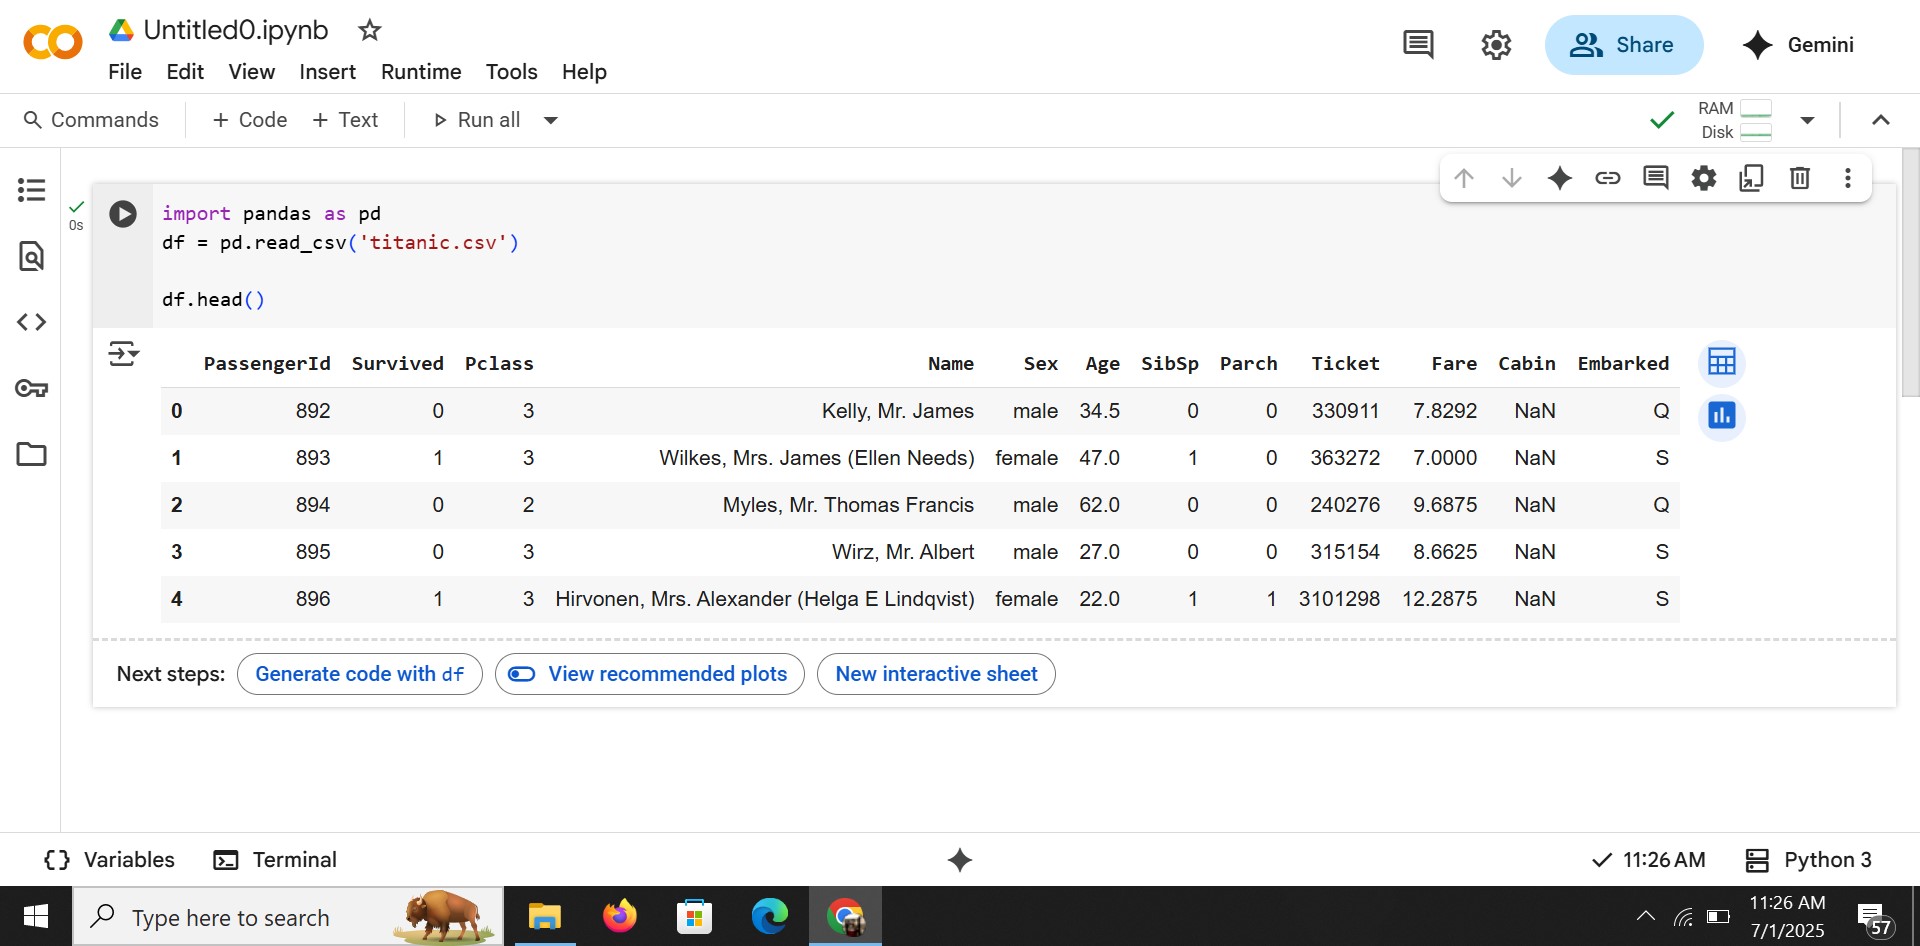 Untitled0.ipynb
File Edit View Insert Runtime Tools Help
Share
Gemini
Commands + Code + Text Run all
RAM
Disk
0s
import pandas as pd
df = pd.read_csv('titanic.csv')
df.head()
PassengerId Survived Pclass Name Sex Age SibSp Parch Ticket Fare Cabin Embarked
0 892 0 3 Kelly, Mr. James male 34.5 0 0 330911 7.8292 NaN Q
1 893 1 3 Wilkes, Mrs. James (Ellen Needs) female 47.0 1 0 363272 7.0000 NaN S
2 894 0 2 Myles, Mr. Thomas Francis male 62.0 0 0 240276 9.6875 NaN Q
3 895 0 3 Wirz, Mr. Albert male 27.0 0 0 315154 8.6625 NaN S
4 896 1 3 Hirvonen, Mrs. Alexander (Helga E Lindqvist) female 22.0 1 1 3101298 12.2875 NaN S
Next steps: Generate code with df View recommended plots New interactive sheet
Variables Terminal 11:26 AM Python 3
Type here to search
11:26 AM
7/1/2025
57